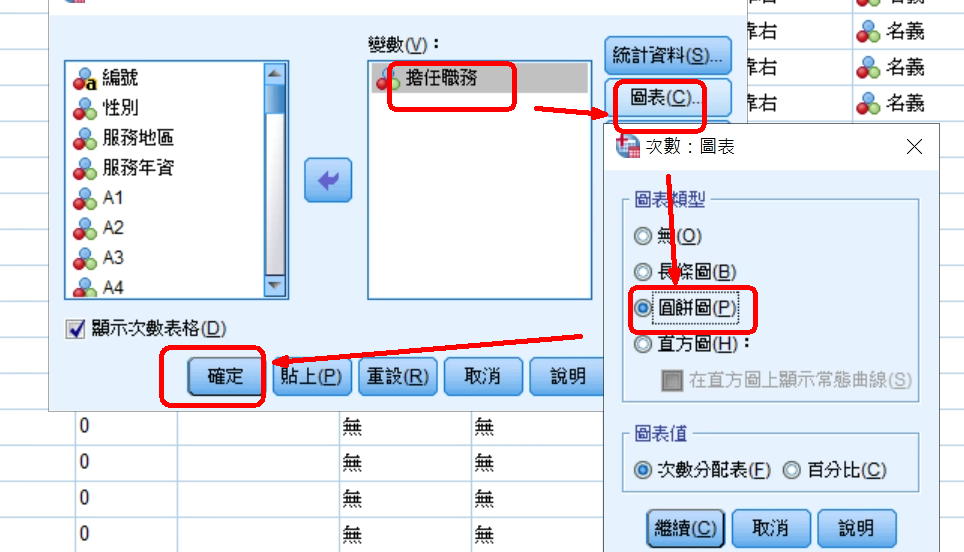 變數(V)：
編號
性別
服務地區
服務年資
A1
A2
A3
A4
擔任職務
統計資料(S)...
圖表(C)...
顯示次數表格(D)
確定
貼上(P)
重設(R)
取消
說明
韋右
名義
韋右
名義
韋右
名義
次數：圖表
圖表類型
無(O)
長條圖(B)
圓餅圖(P)
直方圖(H)：
在直方圖上顯示常態曲線(S)
圖表值
次數分配表(F)
百分比(C)
繼續(C)
取消
說明
0
無
無
0
無
無
0
無
無
0
無
無